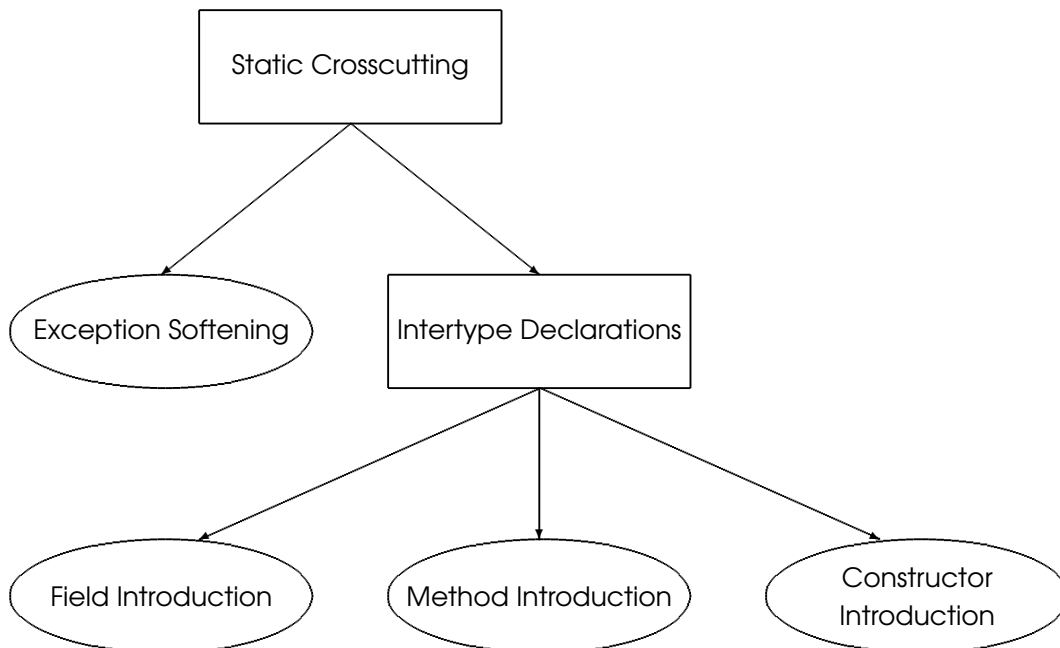 Static Crosscutting
Exception Softening
Intertype Declarations
Field Introduction
Method Introduction
Constructor
Introduction